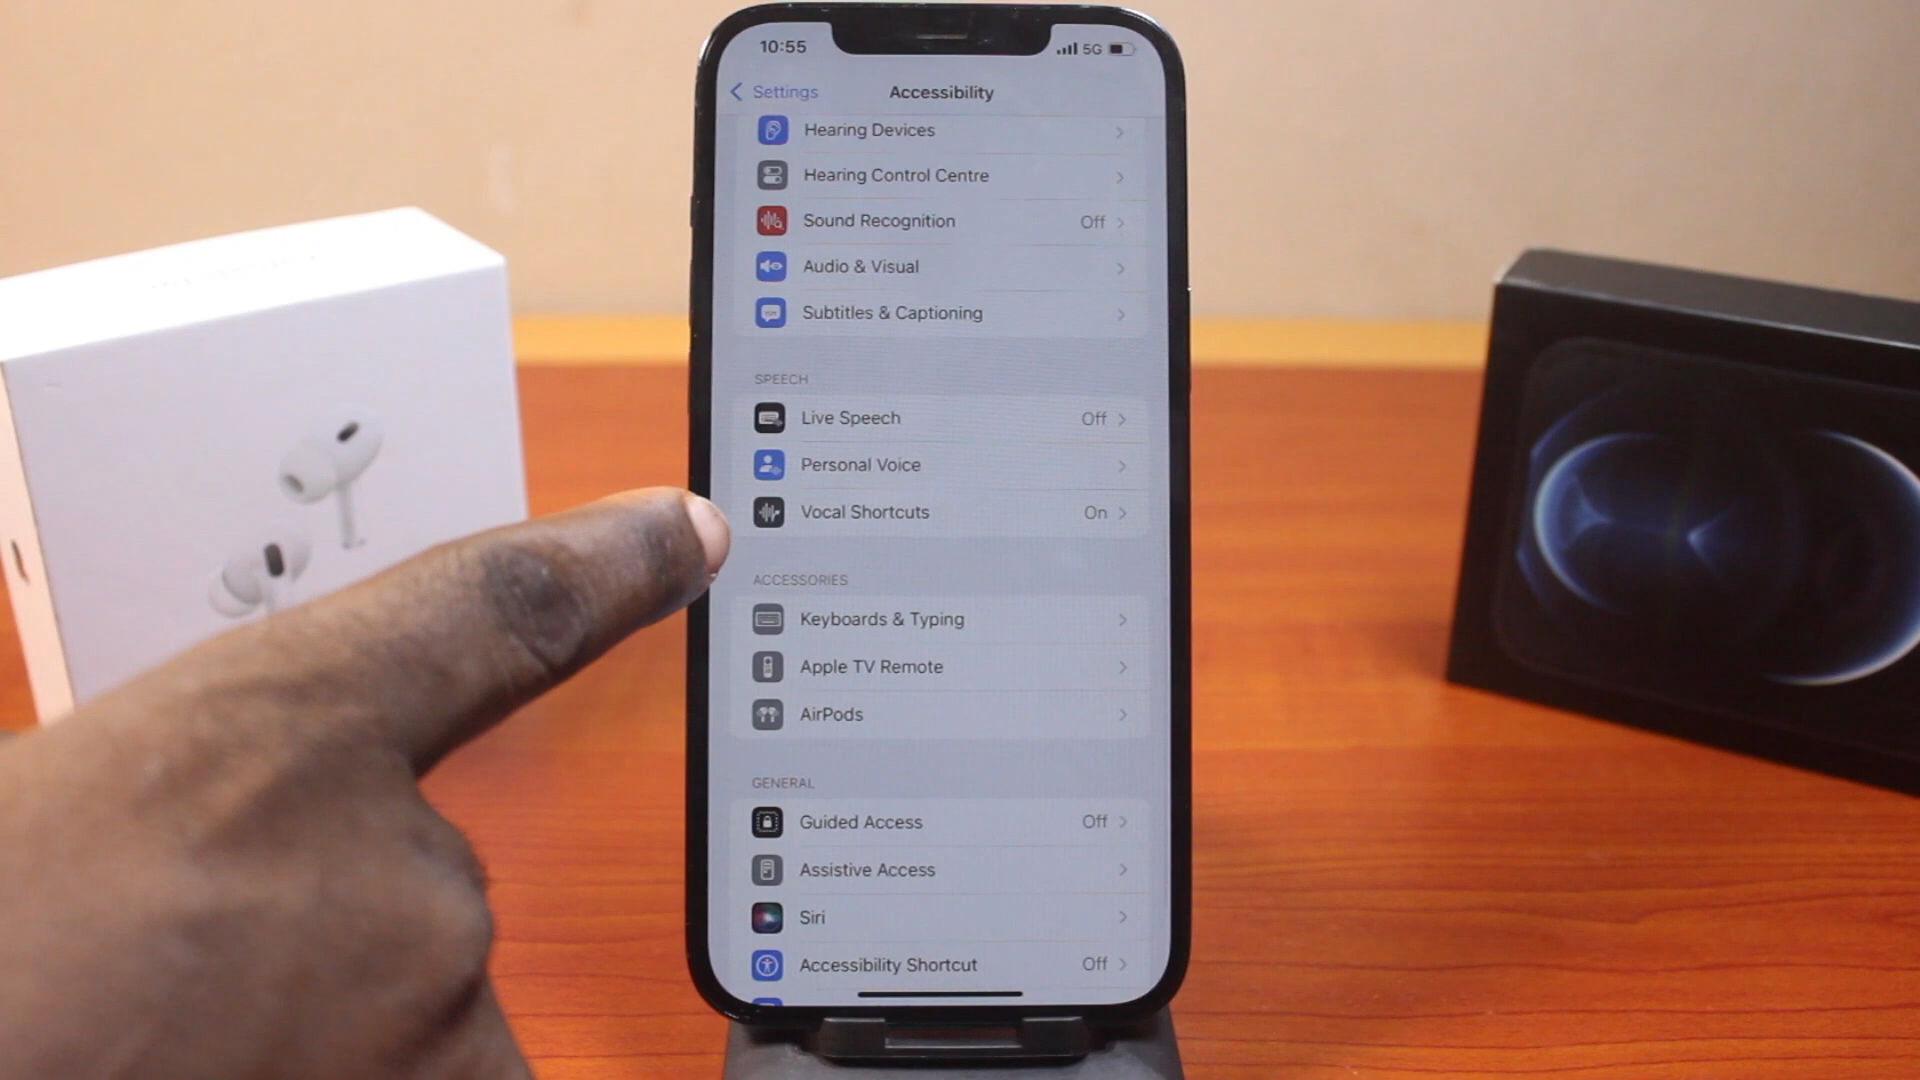 10:55
5G
Settings
Accessibility
Hearing Devices
Hearing Control Centre
Sound Recognition Off
Audio & Visual
Subtitles & Captioning
SPEECH
Live Speech Off
Personal Voice
Vocal Shortcuts On
ACCESSORIES
Keyboards & Typing
Apple TV Remote
AirPods
GENERAL
Guided Access Off
Assistive Access
Siri
Accessibility Shortcut Off